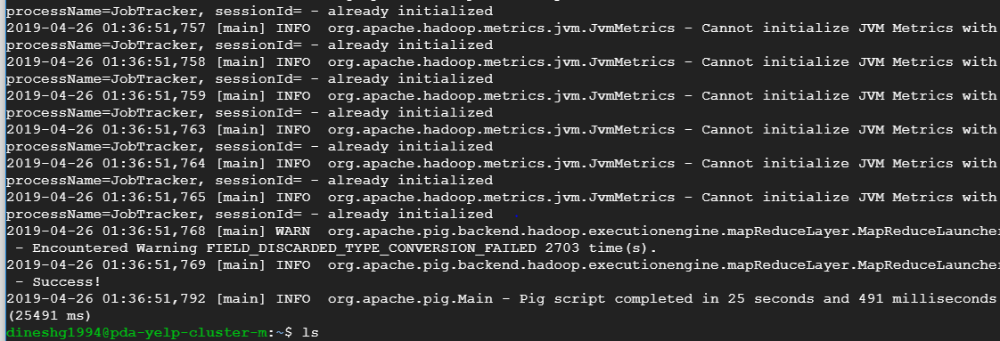 processName=JobTracker, sessionId= - already initialized
2019-04-26 01:36:51,757 [main] INFO  org.apache.hadoop.metrics.jvm.JvmMetrics - Cannot initialize JVM Metrics with
processName=JobTracker, sessionId= - already initialized
2019-04-26 01:36:51,758 [main] INFO  org.apache.hadoop.metrics.jvm.JvmMetrics - Cannot initialize JVM Metrics with
processName=JobTracker, sessionId= - already initialized
2019-04-26 01:36:51,759 [main] INFO  org.apache.hadoop.metrics.jvm.JvmMetrics - Cannot initialize JVM Metrics with
processName=JobTracker, sessionId= - already initialized
2019-04-26 01:36:51,763 [main] INFO  org.apache.hadoop.metrics.jvm.JvmMetrics - Cannot initialize JVM Metrics with
processName=JobTracker, sessionId= - already initialized
2019-04-26 01:36:51,764 [main] INFO  org.apache.hadoop.metrics.jvm.JvmMetrics - Cannot initialize JVM Metrics with
processName=JobTracker, sessionId= - already initialized
2019-04-26 01:36:51,765 [main] INFO  org.apache.hadoop.metrics.jvm.JvmMetrics - Cannot initialize JVM Metrics with
processName=JobTracker, sessionId= - already initialized
2019-04-26 01:36:51,768 [main] WARN  org.apache.pig.backend.hadoop.executionengine.mapReduceLayer.MapReduceLauncher
 - Encountered Warning FIELD_DISCARDED_TYPE_CONVERSION_FAILED 2703 time(s).
2019-04-26 01:36:51,769 [main] INFO  org.apache.pig.backend.hadoop.executionengine.mapReduceLayer.MapReduceLauncher
 - Success!
2019-04-26 01:36:51,792 [main] INFO  org.apache.pig.Main - Pig script completed in 25 seconds and 491 milliseconds
(25491 ms)
dineshg1994@pda-yelp-cluster-m:~$ ls